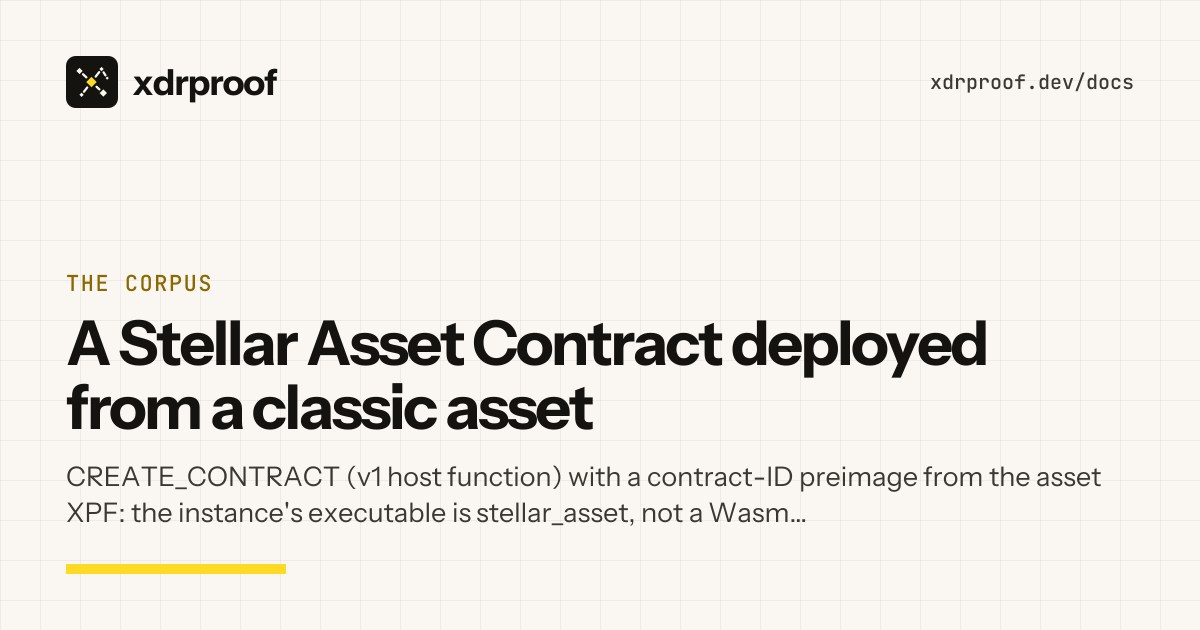 xdrproof
xdrproof.dev/docs
THE CORPUS
A Stellar Asset Contract deployed
from a classic asset
CREATE_CONTRACT (v1 host function) with a contract-ID preimage from the asset
XPF: the instance's executable is stellar_asset, not a Wasm…